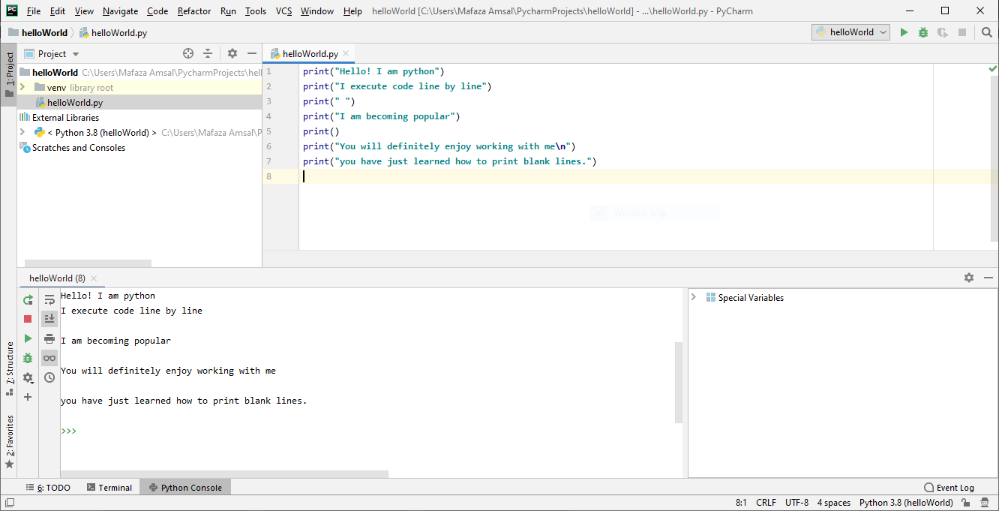 PC File Edit View Navigate Code Refactor Run Tools VCS Window Help helloWorld [C:\Users\Mafaza Amsal\PycharmProjects\helloWorld] - ...\helloWorld.py - PyCharm
helloWorld helloWorld.py helloWorld
1: Project
Project
helloWorld C:\Users\Mafaza Amsal\PycharmProjects\hell
venv library root
helloWorld.py
External Libraries
< Python 3.8 (helloWorld) > C:\Users\Mafaza Amsal\P
Scratches and Consoles
helloWorld.py
1 print("Hello! I am python")
2 print("I execute code line by line")
3 print(" ")
4 print("I am becoming popular")
5 print()
6 print("You will definitely enjoy working with me\n")
7 print("you have just learned how to print blank lines.")
8
helloWorld (8)
Hello! I am python
I execute code line by line
I am becoming popular
You will definitely enjoy working with me
you have just learned how to print blank lines.
>>>
Special Variables
7: Structure
2: Favorites
6: TODO Terminal Python Console Event Log
8:1 CRLF UTF-8 4 spaces Python 3.8 (helloWorld)